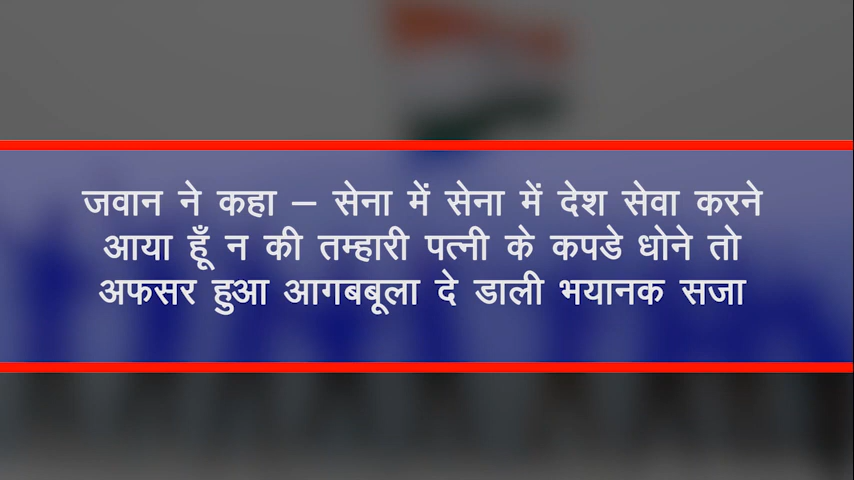 जवान ने कहा – सेना में सेना में देश सेवा करने
आया हूँ न की तम्हारी पत्नी के कपडे धोने तो
अफसर हुआ आगबबूला दे डाली भयानक सजा